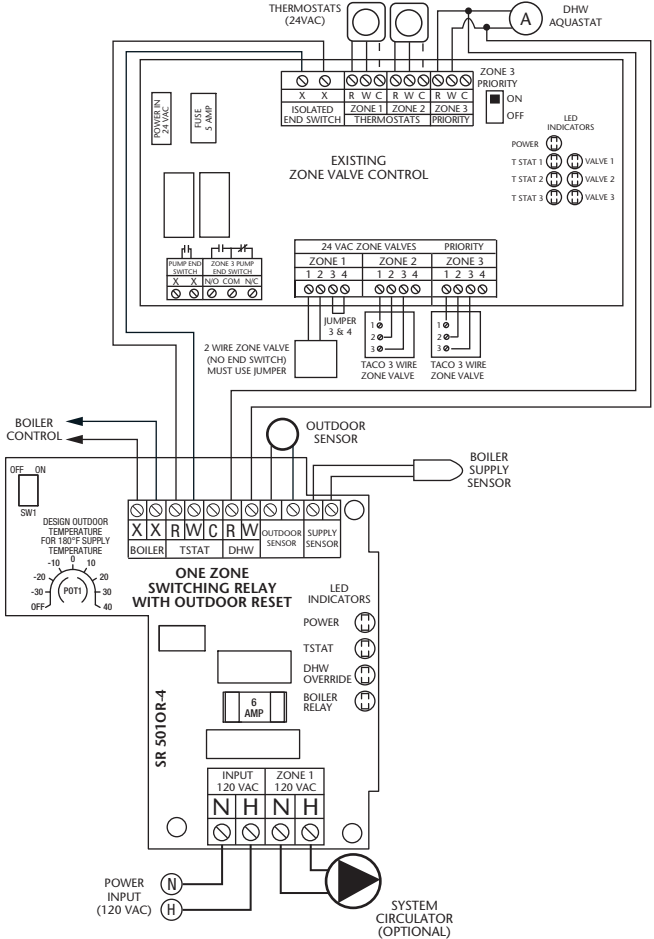 THERMOSTATS
(24VAC)
A
DHW
AQUASTAT
X X R W C R W C R W C
ISOLATED
END SWITCH
ZONE 1 ZONE 2 ZONE 3
THERMOSTATS PRIORITY
ZONE 3
PRIORITY
ON
OFF
POWER IN
24 VAC
FUSE
5 AMP
EXISTING
ZONE VALVE CONTROL
LED
INDICATORS
POWER
T STAT 1 VALVE 1
T STAT 2 VALVE 2
T STAT 3 VALVE 3
PUMP END
SWITCH
X X
ZONE 3 PUMP
END SWITCH
N/O COM N/C
24 VAC ZONE VALVES PRIORITY
ZONE 1 ZONE 2 ZONE 3
1 2 3 4 1 2 3 4 1 2 3 4
JUMPER
3 & 4
2 WIRE ZONE VALVE
(NO END SWITCH)
MUST USE JUMPER
1
2
3
TACO 3 WIRE
ZONE VALVE
1
2
3
TACO 3 WIRE
ZONE VALVE
BOILER
CONTROL
OUTDOOR
SENSOR
BOILER
SUPPLY
SENSOR
OFF ON
SW1
DESIGN OUTDOOR
TEMPERATURE
FOR 180°F SUPPLY
TEMPERATURE
-10 0 10
-20 20
-30 30
OFF 40
POT1
X X R W C R W
OUTDOOR
SENSOR
SUPPLY
SENSOR
BOILER TSTAT DHW
ONE ZONE
SWITCHING RELAY
WITH OUTDOOR RESET
LED
INDICATORS
POWER
TSTAT
DHW
OVERRIDE
BOILER
RELAY
6
AMP
SR 501OR-4
INPUT
120 VAC
ZONE 1
120 VAC
N H N H
POWER
INPUT
(120 VAC)
N
H
SYSTEM
CIRCULATOR
(OPTIONAL)